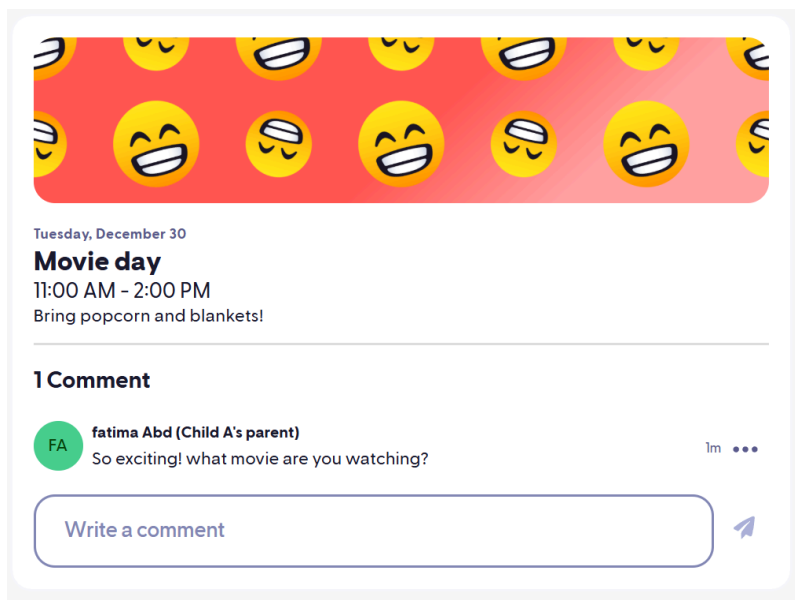 Tuesday, December 30
Movie day
11:00 AM - 2:00 PM
Bring popcorn and blankets!
1 Comment
FA
fatima Abd (Child A's parent)
So exciting! what movie are you watching?
1m
Write a comment